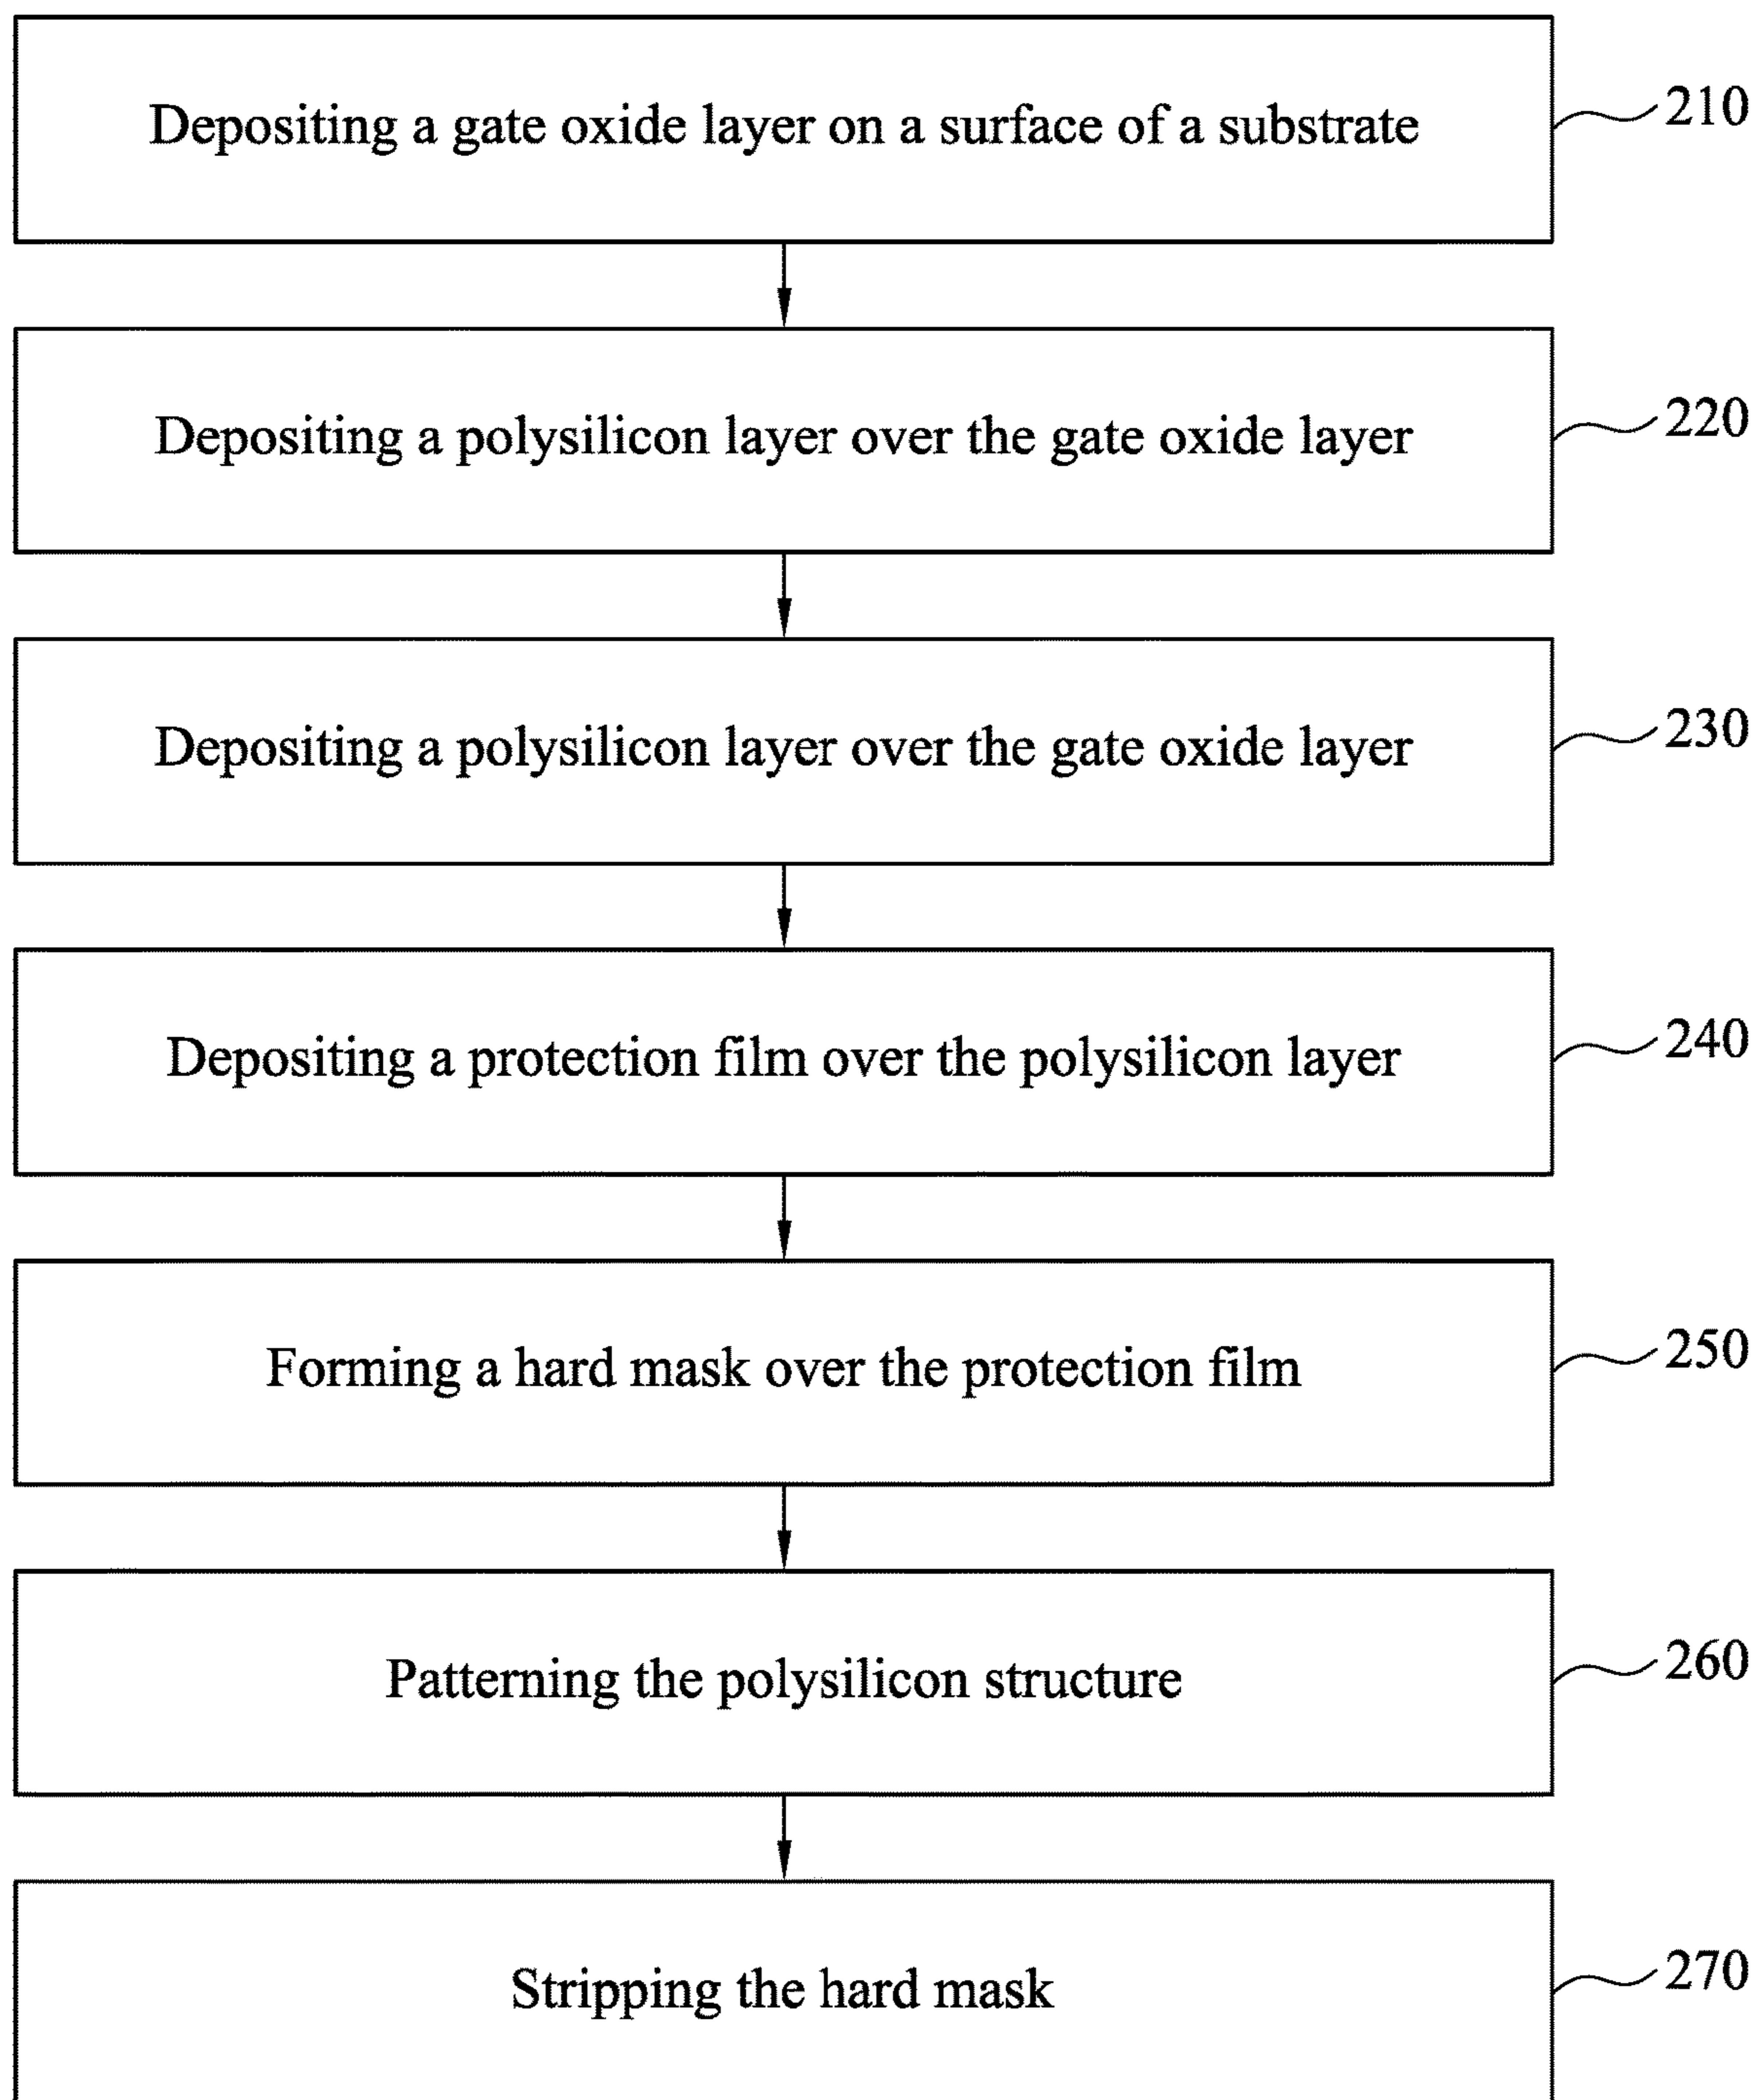 Depositing a gate oxide layer on a surface of a substrate
210
Depositing a polysilicon layer over the gate oxide layer
220
Depositing a polysilicon layer over the gate oxide layer
230
Depositing a protection film over the polysilicon layer
240
Forming a hard mask over the protection film
250
Patterning the polysilicon structure
260
Stripping the hard mask
270